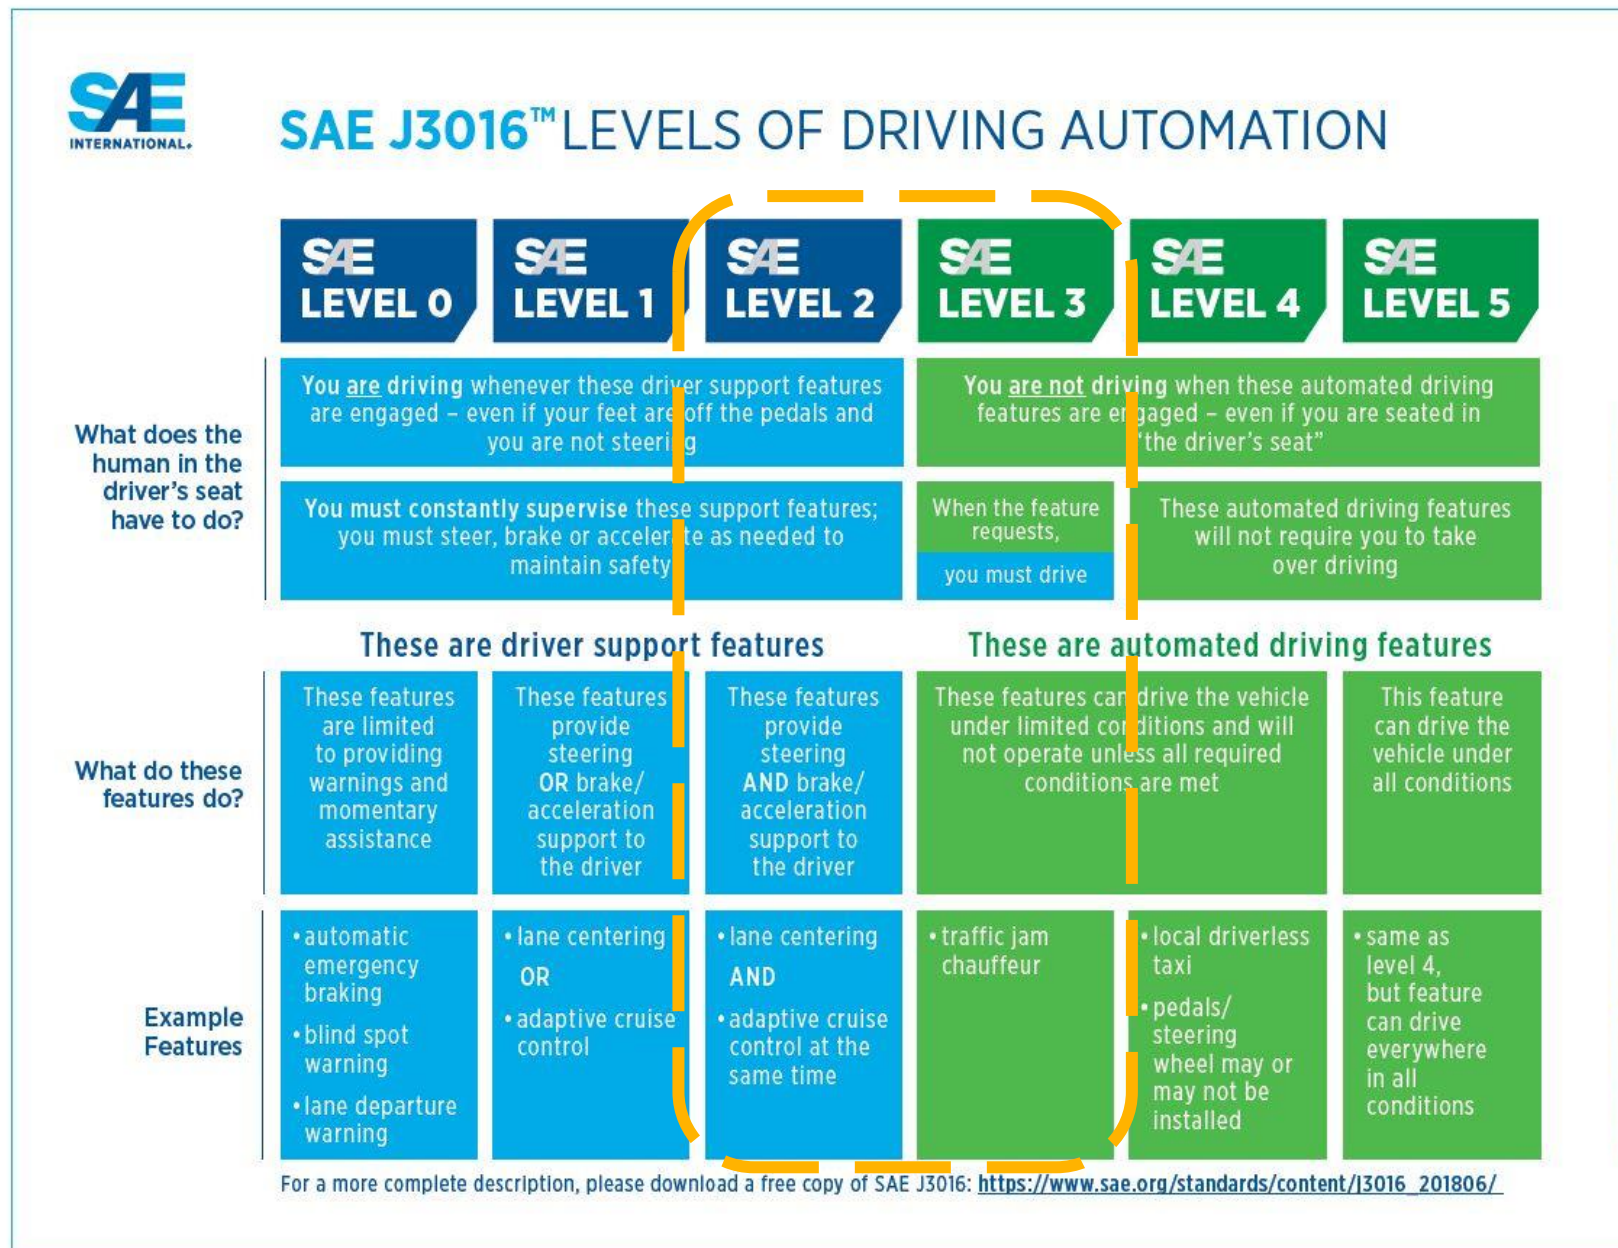 SAE
INTERNATIONAL
SAE J3016™ LEVELS OF DRIVING AUTOMATION
SAE
LEVEL 0
SAE
LEVEL 1
SAE
LEVEL 2
SAE
LEVEL 3
SAE
LEVEL 4
SAE
LEVEL 5
What does the
human in the
driver's seat
have to do?
You are driving whenever these driver support features
are engaged – even if your feet are off the pedals and
you are not steering
You are not driving when these automated driving
features are engaged – even if you are seated in
"the driver's seat"
You must constantly supervise these support features;
you must steer, brake or accelerate as needed to
maintain safety
When the feature
requests,
you must drive
These automated driving features
will not require you to take
over driving
These are driver support features
These are automated driving features
What do these
features do?
These features
are limited
to providing
warnings and
momentary
assistance
These features
provide
steering
OR brake/
acceleration
support to
the driver
These features
provide
steering
AND brake/
acceleration
support to
the driver
These features can drive the vehicle
under limited conditions and will
not operate unless all required
conditions are met
This feature
can drive the
vehicle under
all conditions
Example
Features
• automatic
emergency
braking
• blind spot
warning
• lane departure
warning
• lane centering
OR
• adaptive cruise
control
• lane centering
AND
• adaptive cruise
control at the
same time
• traffic jam
chauffeur
• local driverless
taxi
• pedals/
steering
wheel may or
may not be
installed
• same as
level 4,
but feature
can drive
everywhere
in all
conditions
For a more complete description, please download a free copy of SAE J3016: https://www.sae.org/standards/content/j3016_201806/